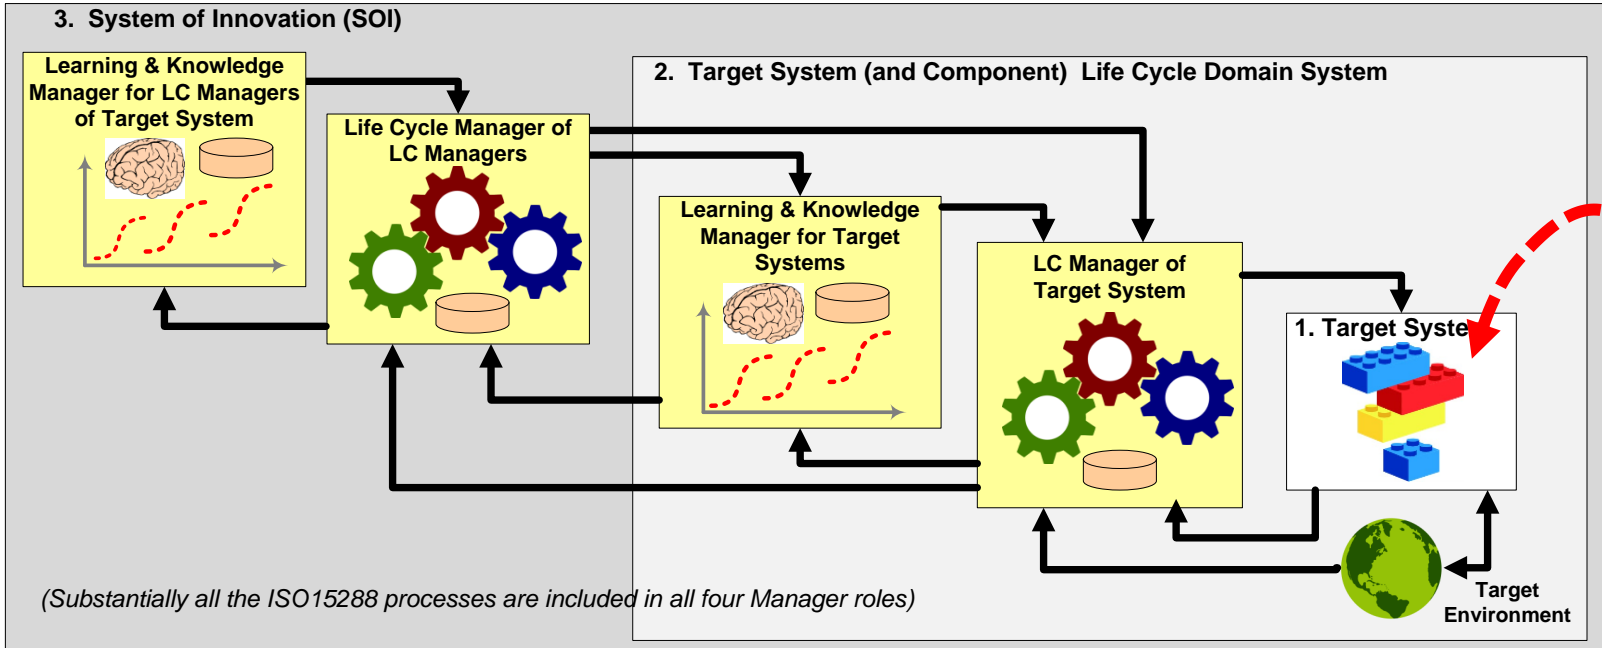 3. System of Innovation (SOI)
Learning & Knowledge
Manager for LC Managers
of Target System
2. Target System (and Component) Life Cycle Domain System
Life Cycle Manager of
LC Managers
Learning & Knowledge
Manager for Target
Systems
LC Manager of
Target System
1. Target Syste
Target
Environment
(Substantially all the ISO15288 processes are included in all four Manager roles)